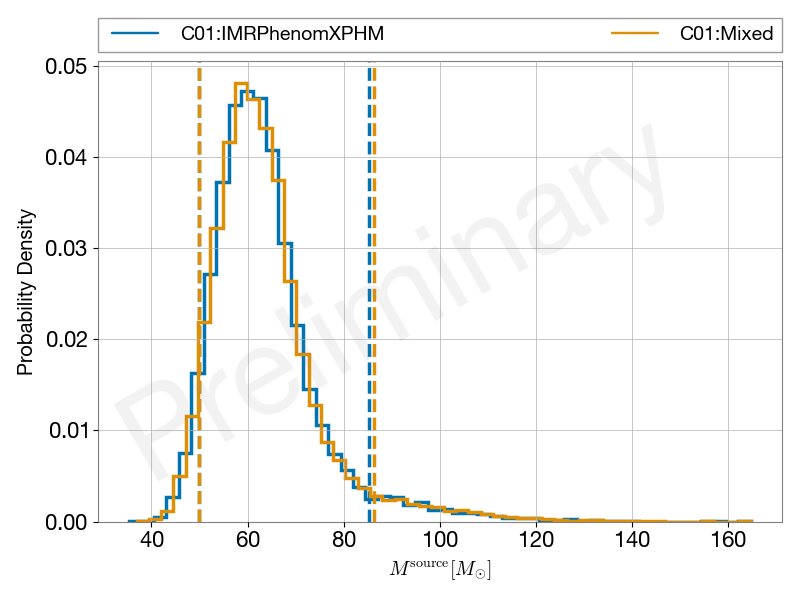 C01:IMRPhenomXPHM C01:Mixed
0.05
0.04
0.03
0.02
0.01
0.00
Probability Density
Preliminary
40 60 80 100 120 140 160
M^source [M_⊙]